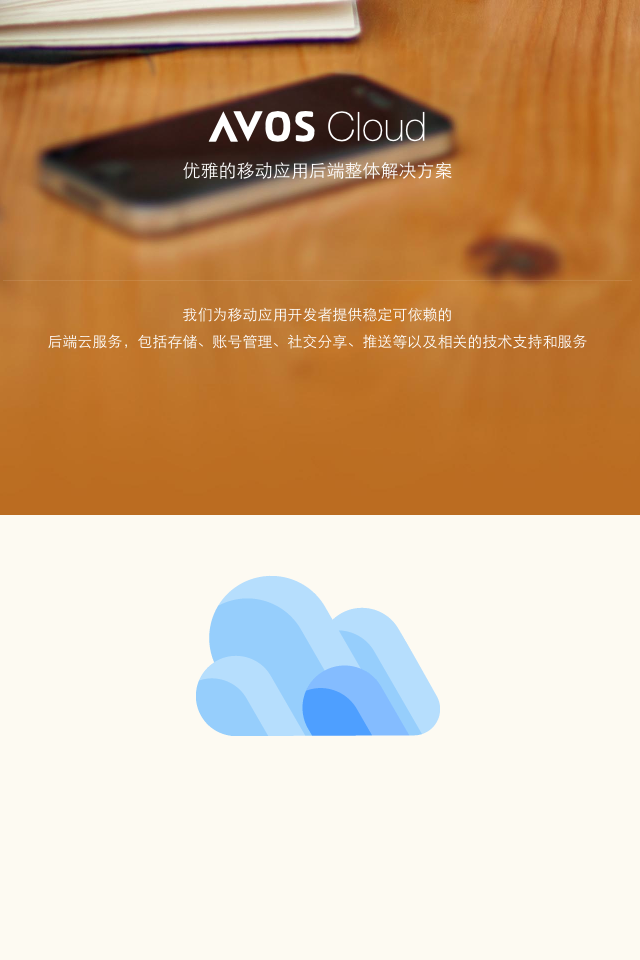 AVOS Cloud
优雅的移动应用后端整体解决方案
我们为移动应用开发者提供稳定可依赖的
后端云服务，包括存储、账号管理、社交分享、推送等以及相关的技术支持和服务